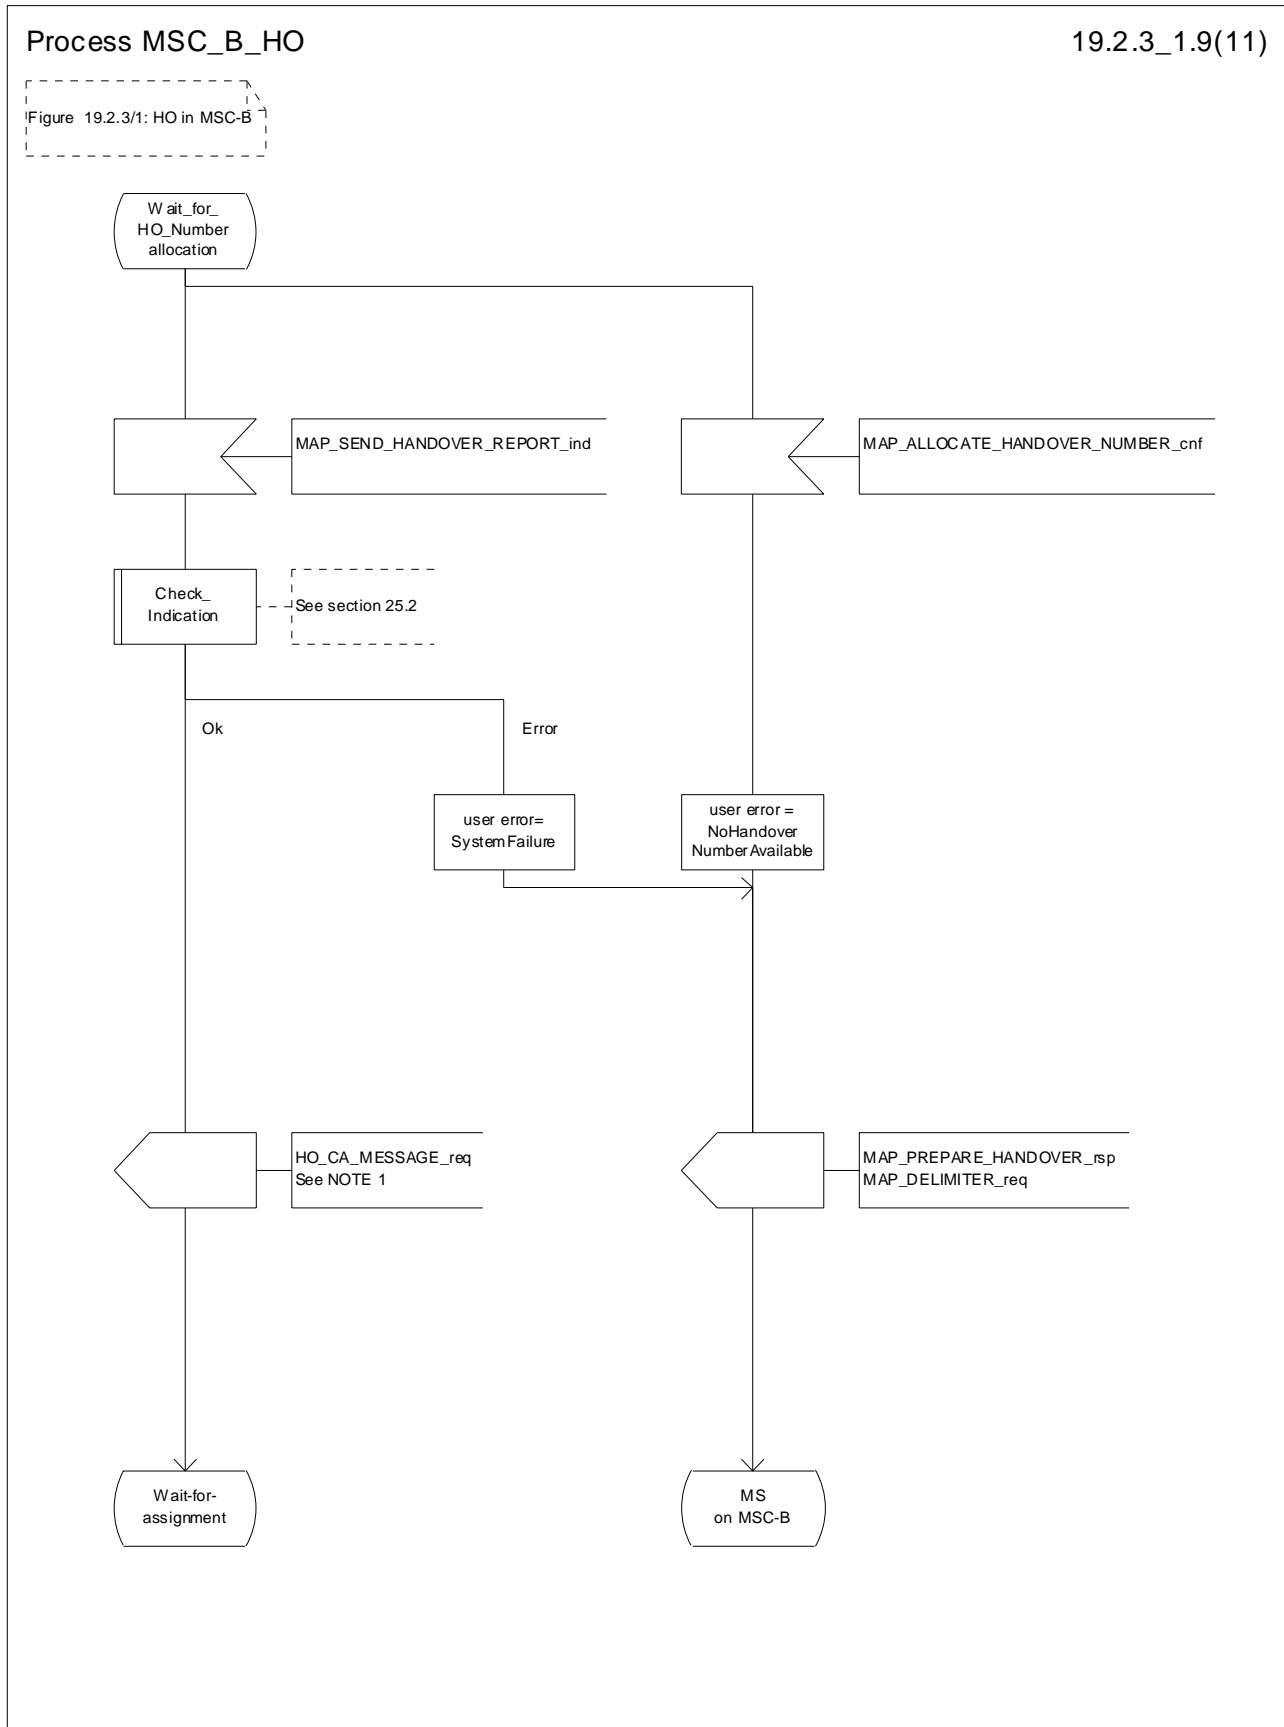 Process MSC_B_HO
19.2.3_1.9(11)
Figure 19.2.3/1: HO in MSC-B
Wait_for_
HO_Number
allocation
MAP_SEND_HANDOVER_REPORT_ind
MAP_ALLOCATE_HANDOVER_NUMBER_cnf
Check_
Indication
See section 25.2
Ok
Error
user error=
SystemFailure
user error =
NoHandover
NumberAvailable
HO_CA_MESSAGE_req
See NOTE 1
MAP_PREPARE_HANDOVER_rsp
MAP_DELIMITER_req
Wait-for-
assignment
MS
on MSC-B